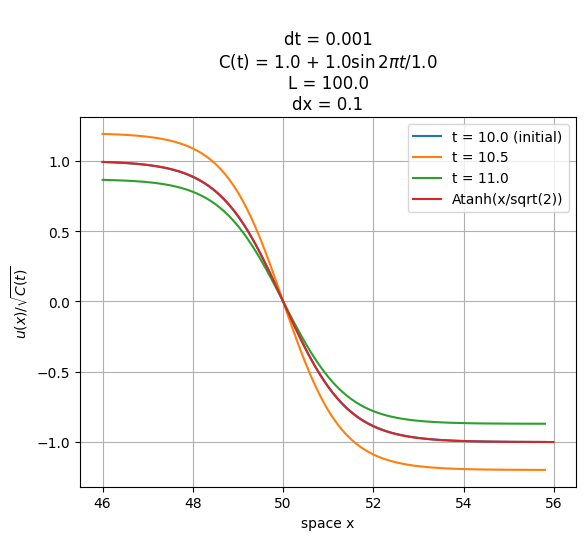 dt = 0.001
C(t) = 1.0 + 1.0sin 2πt/1.0
L = 100.0
dx = 0.1
t = 10.0 (initial)
t = 10.5
t = 11.0
Atanh(x/sqrt(2))
u(x)/√C(t)
1.0
0.5
0.0
−0.5
−1.0
46
48
50
52
54
56
space x